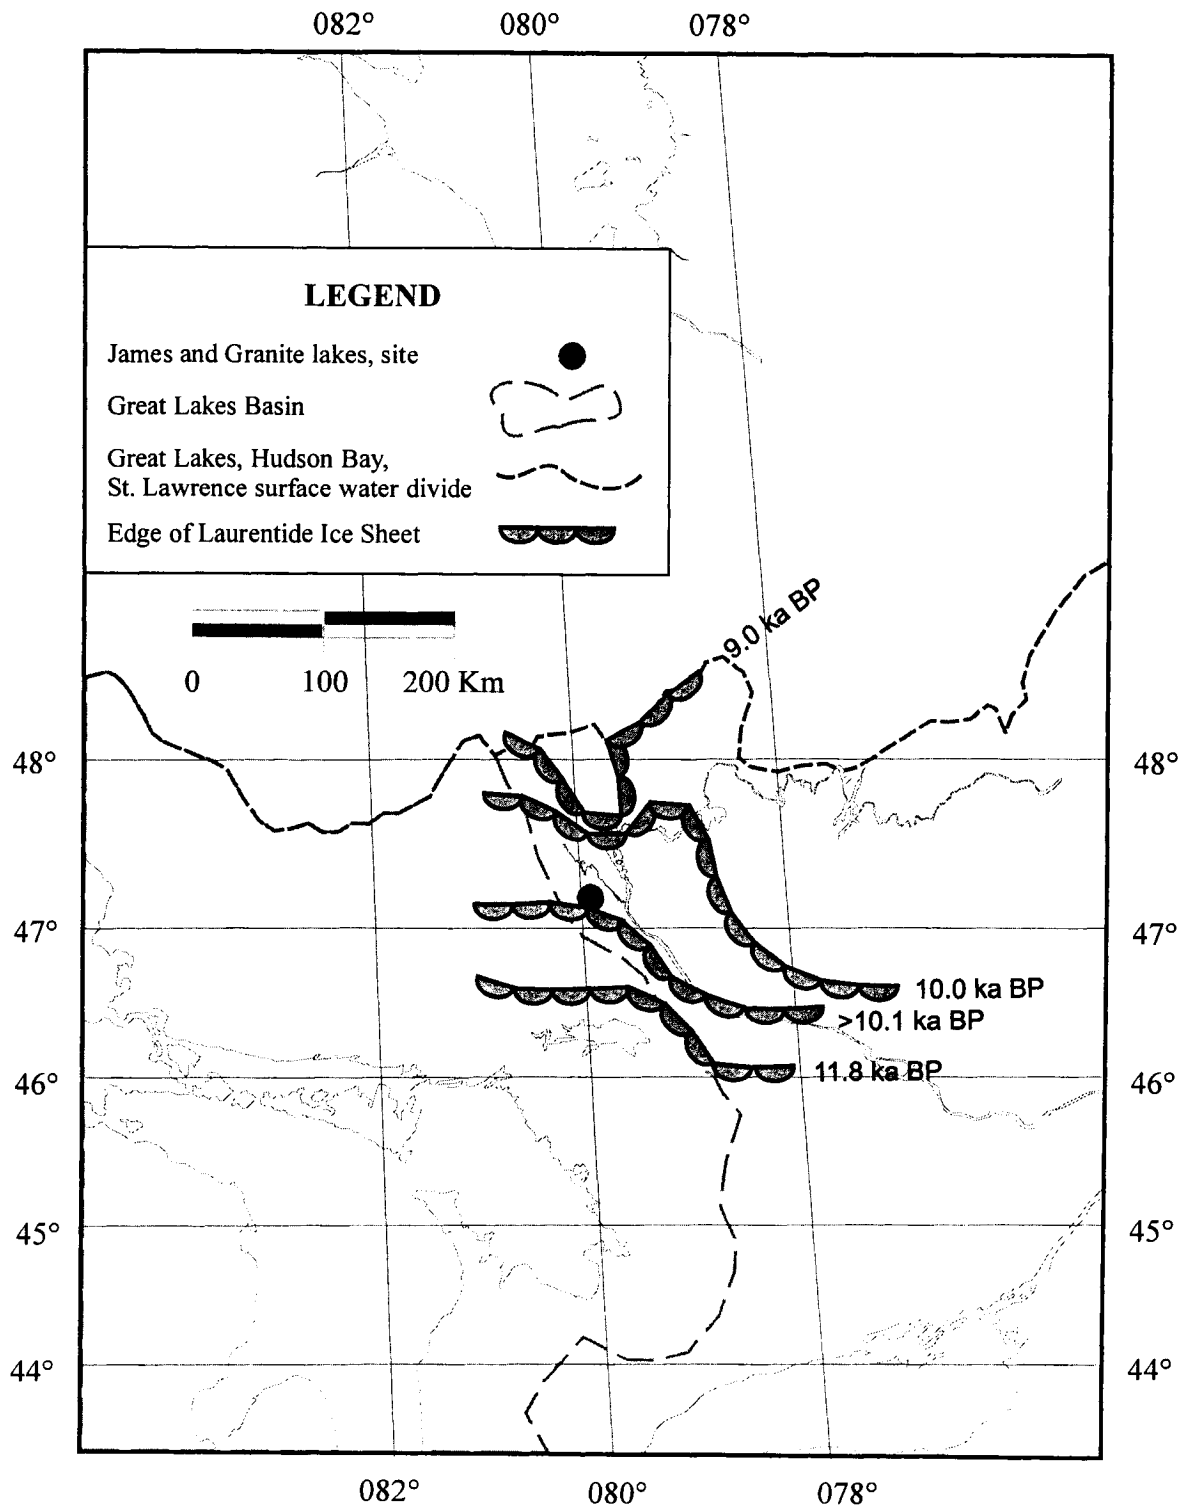 082° 080° 078°
LEGEND
James and Granite lakes, site
Great Lakes Basin
Great Lakes, Hudson Bay,
St. Lawrence surface water divide
Edge of Laurentide Ice Sheet
9.0 ka BP
0 100 200 Km
48° 48°
47° 47°
10.0 ka BP
>10.1 ka BP
46° 11.8 ka BP 46°
45° 45°
44° 44°
082° 080° 078°